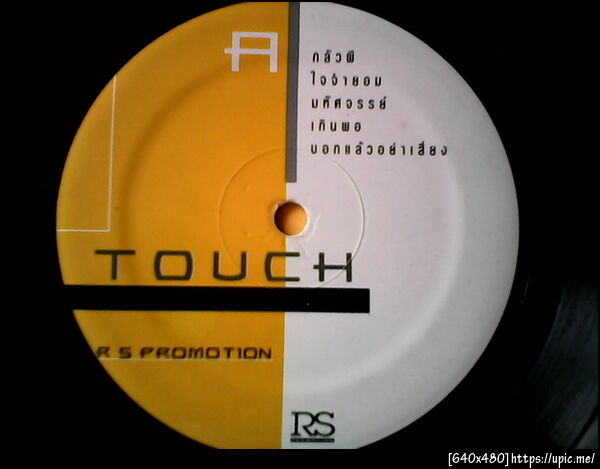 A
กลัวผี
ใจจำยอม
มหัศจรรย์
เกินพอ
บอกแล้วอย่าเสี่ยง
TOUCH
R S PROMOTION
RS
PROMOTION
[640x480]https://upic.me/